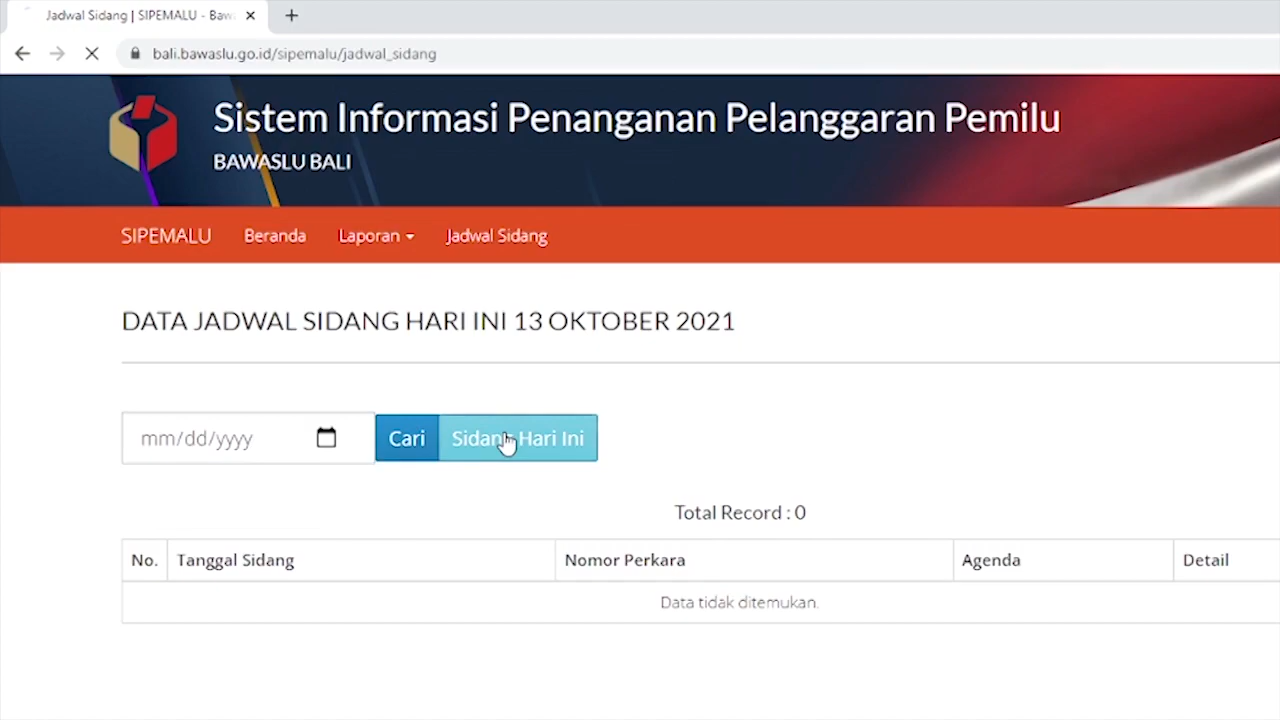 Jadwal Sidang | SIPEMALU - Baw
bali.bawaslu.go.id/sipemalu/jadwal_sidang
Sistem Informasi Penanganan Pelanggaran Pemilu
BAWASLU BALI
SIPEMALU Beranda Laporan Jadwal Sidang
DATA JADWAL SIDANG HARI INI 13 OKTOBER 2021
mm/dd/yyyy Cari Sidang Hari Ini
Total Record : 0
No. Tanggal Sidang Nomor Perkara Agenda Detail
Data tidak ditemukan.